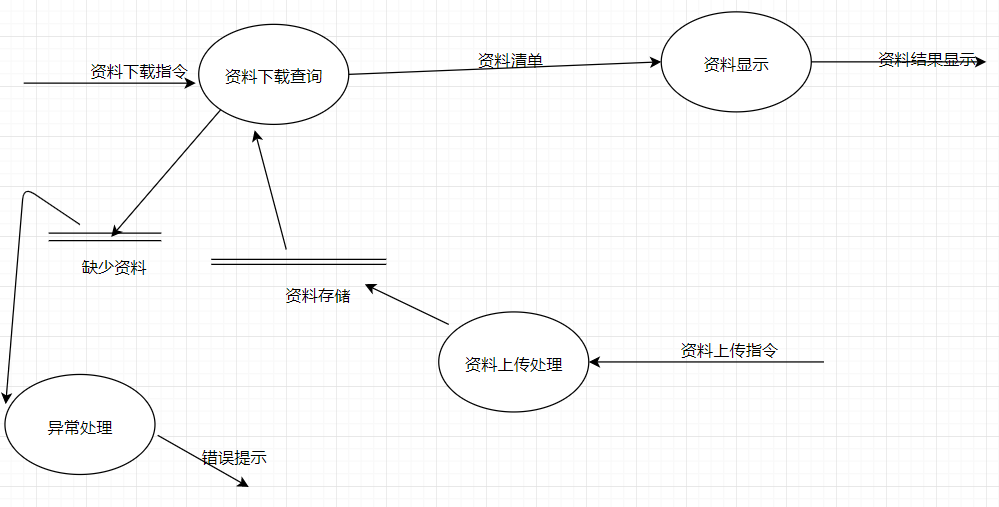 资料下载指令
资料下载查询
资料清单
资料显示
资料结果显示
缺少资料
资料存储
资料上传处理
资料上传指令
异常处理
错误提示